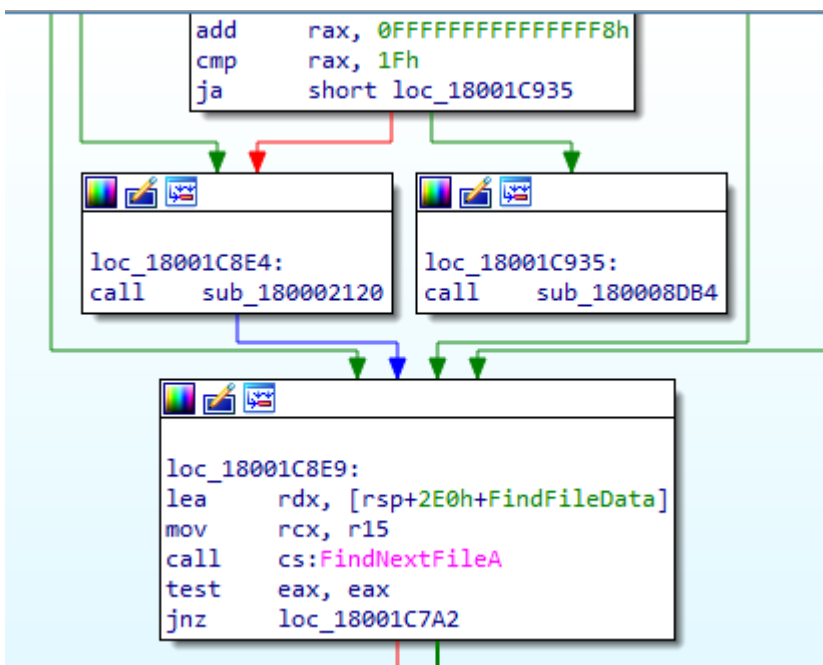 add     rax, 0FFFFFFFFFFFFFFF8h
cmp     rax, 1Fh
ja      short loc_18001C935
loc_18001C8E4:
call    sub_180002120
loc_18001C935:
call    sub_180008DB4
loc_18001C8E9:
lea     rdx, [rsp+2E0h+FindFileData]
mov     rcx, r15
call    cs:FindNextFileA
test    eax, eax
jnz     loc_18001C7A2